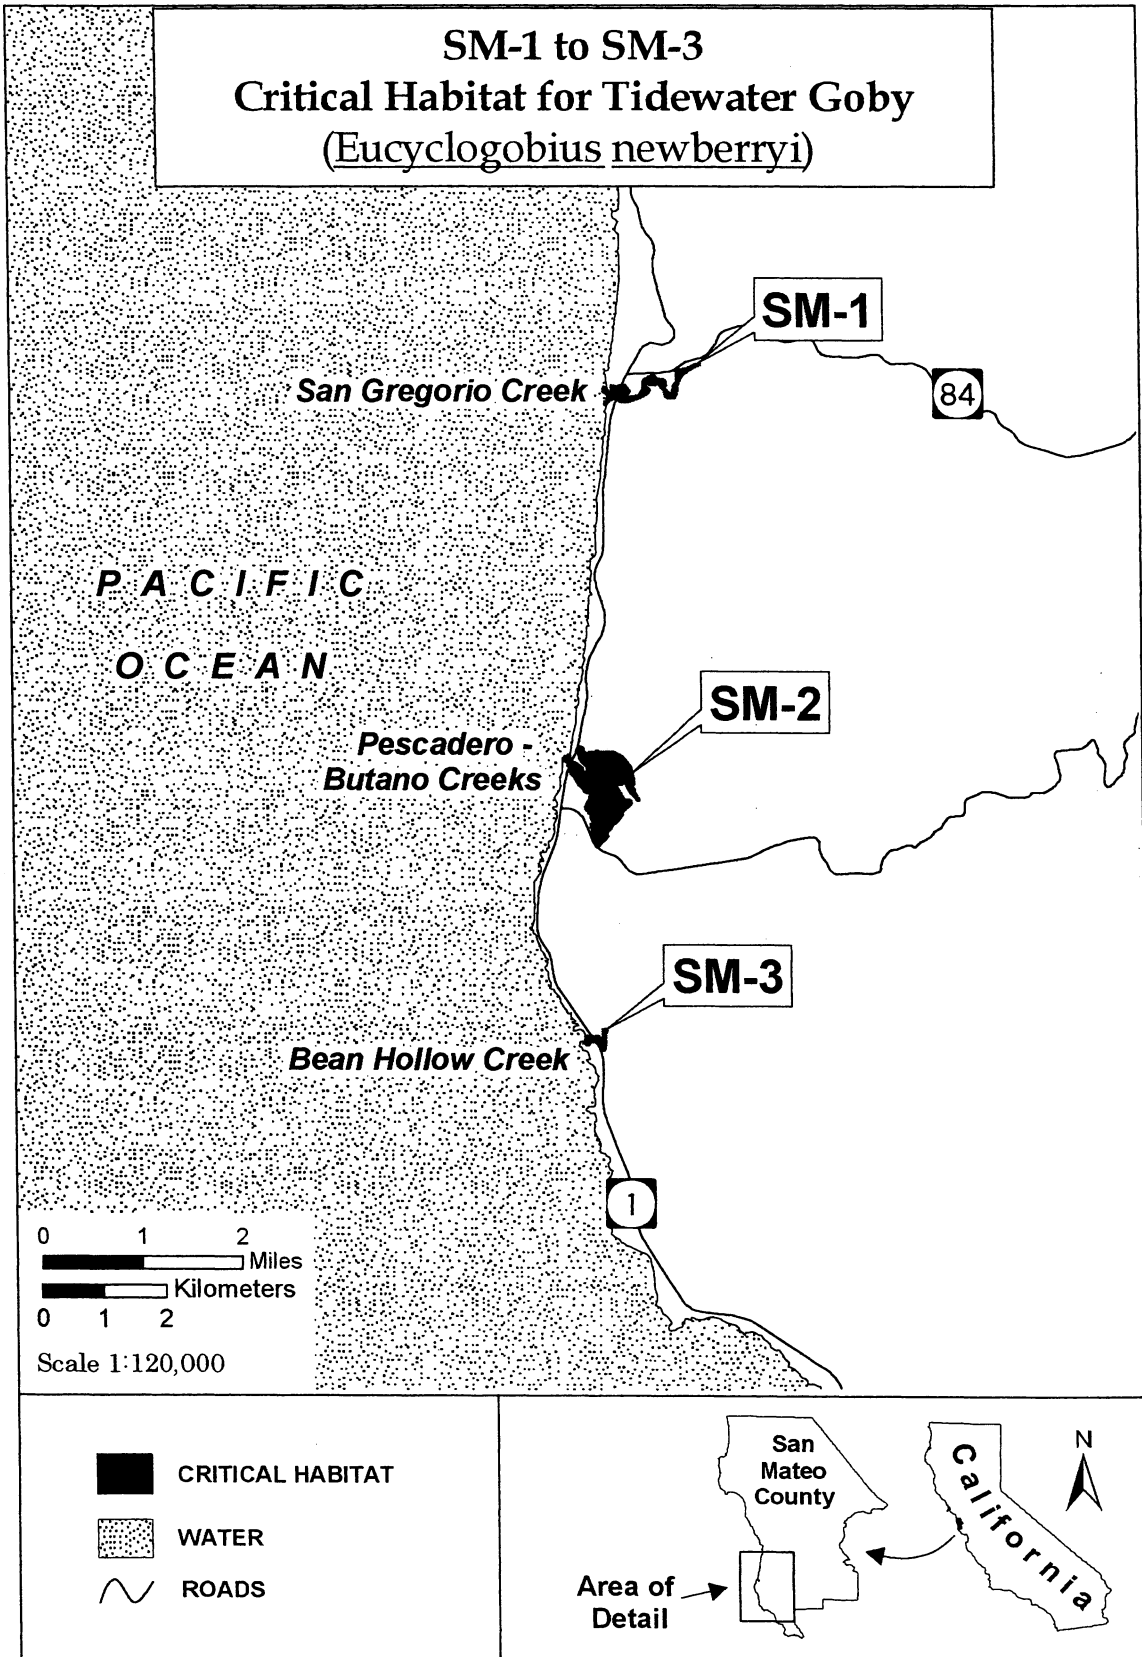 SM-1 to SM-3
Critical Habitat for Tidewater Goby
(Eucyclogobius newberryi)
SM-1
San Gregorio Creek
84
PACIFIC
OCEAN
SM-2
Pescadero -
Butano Creeks
SM-3
Bean Hollow Creek
1
0 1 2
Miles
Kilometers
0 1 2
Scale 1:120,000
CRITICAL HABITAT
WATER
ROADS
San
Mateo
County
California
N
Area of
Detail